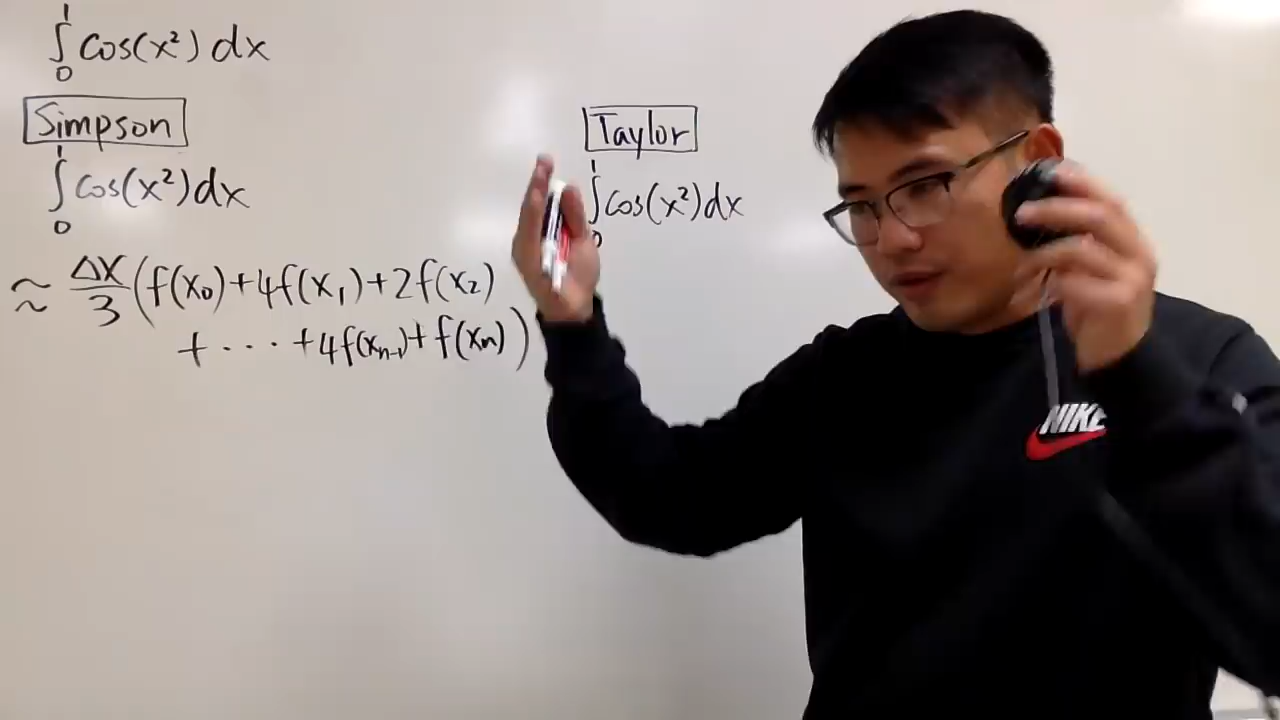 ∫₀¹ cos(x²) dx
Simpson
∫₀¹ cos(x²)dx
≈ Δx/3 (f(x₀)+4f(x₁)+2f(x₂)
+ ··· +4f(xₙ₋₁)+f(xₙ))
Taylor
∫₀¹ cos(x²)dx
NIKE